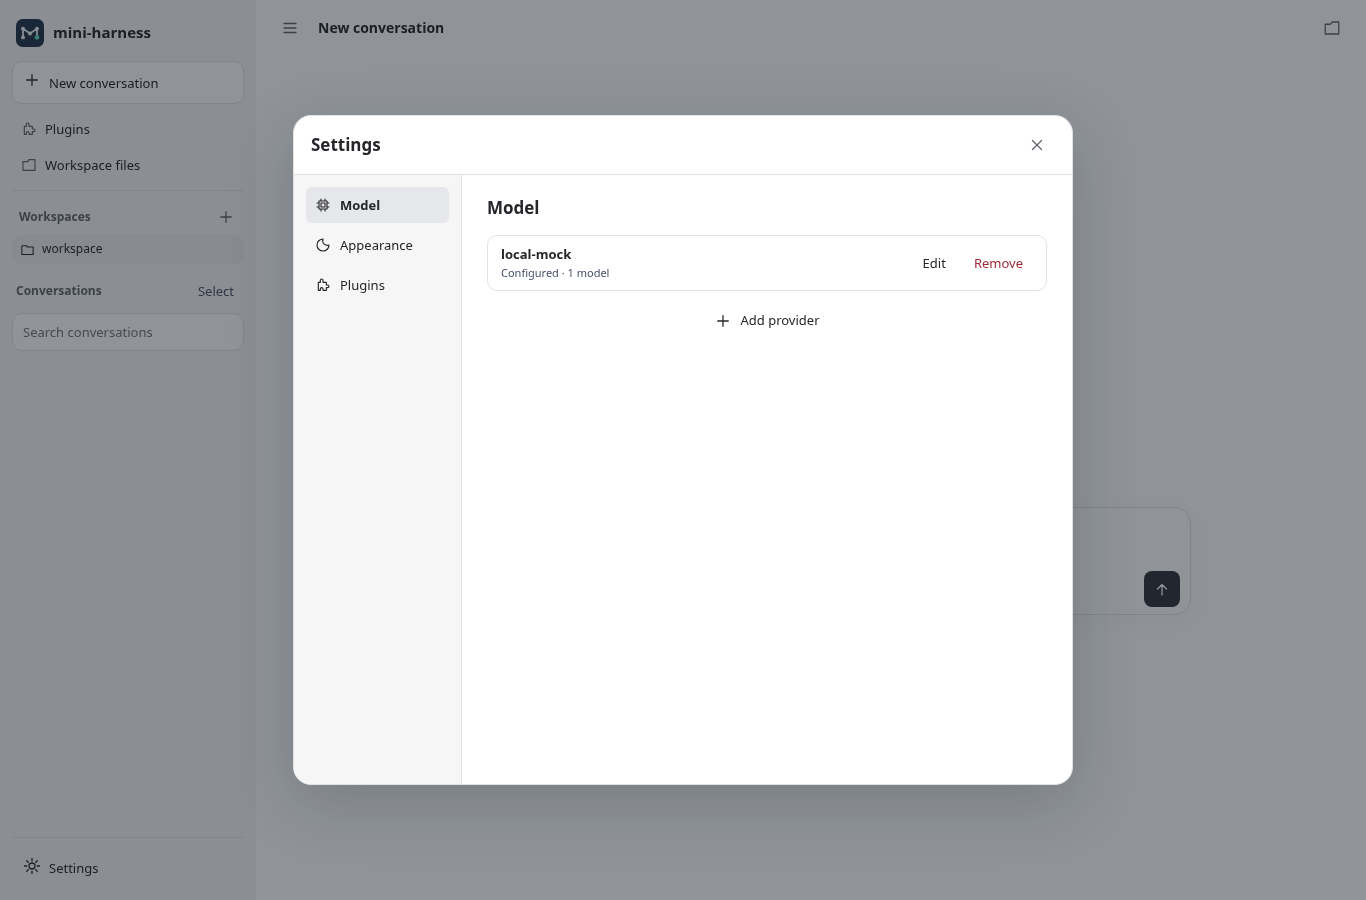 mini-harness
New conversation
Plugins
Workspace files
Workspaces
workspace
Conversations
Select
Search conversations
Settings
New conversation
Settings
Model
Appearance
Plugins
Model
local-mock
Configured · 1 model
Edit
Remove
Add provider